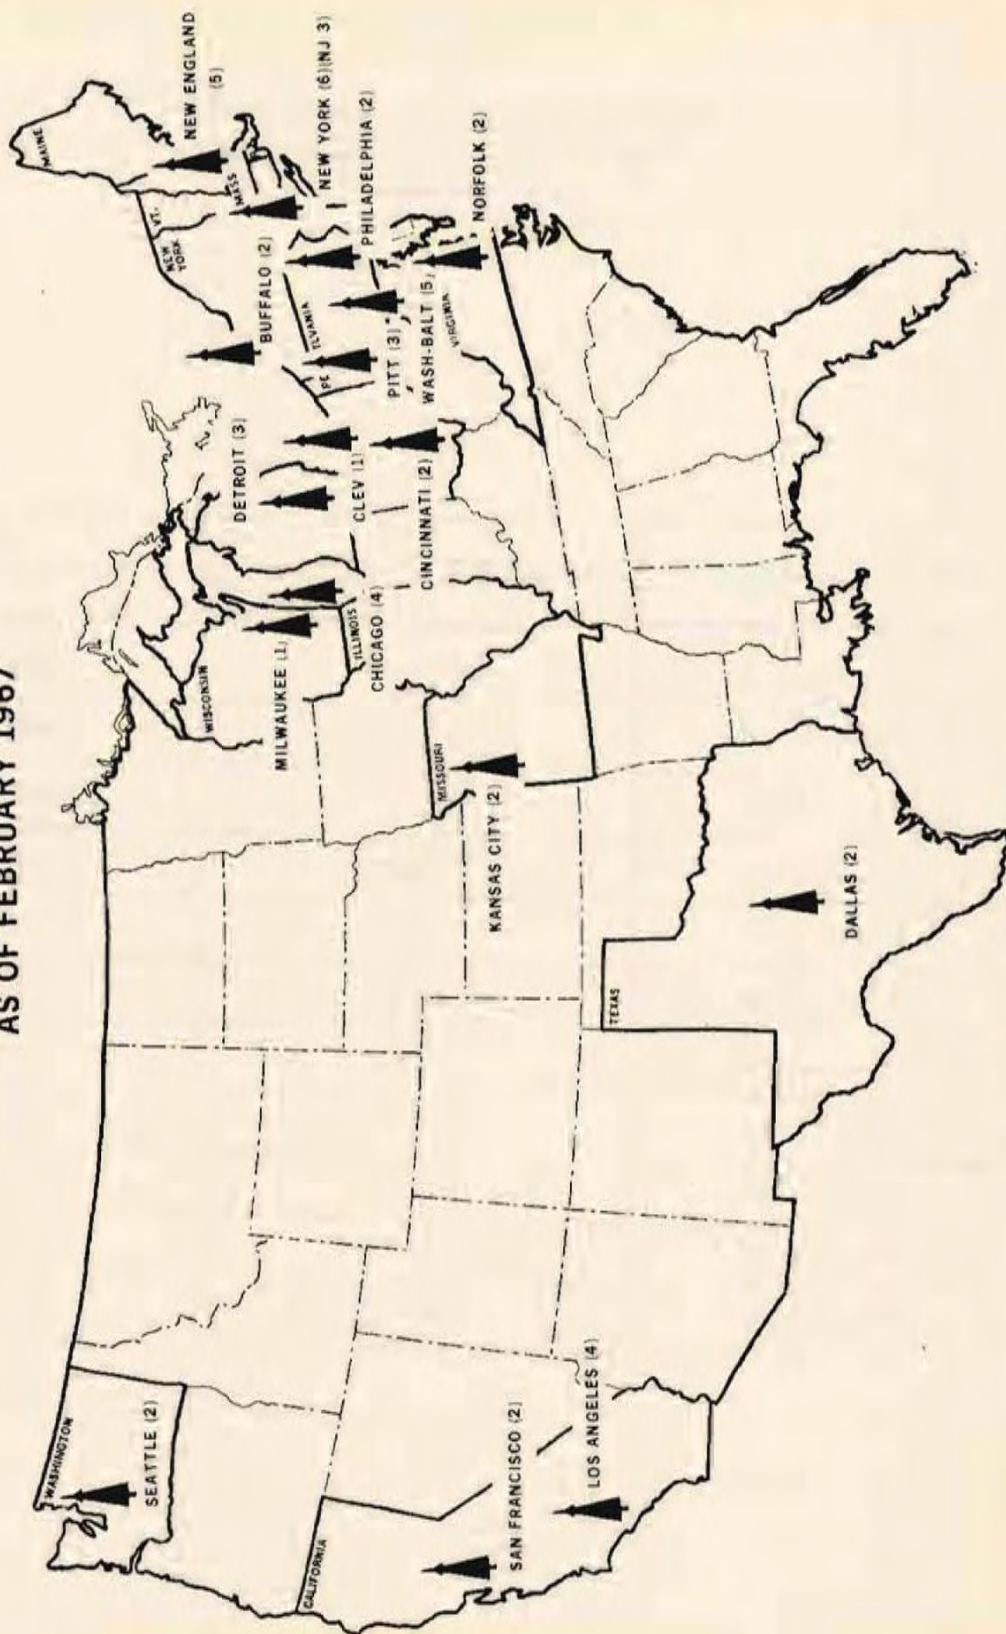 AS OF FEBRUARY 1967
WASHINGTON
SEATTLE (2)
CALIFORNIA
SAN FRANCISCO (2)
LOS ANGELES (4)
TEXAS
DALLAS (2)
MISSOURI
KANSAS CITY (2)
WISCONSIN
MILWAUKEE (1)
ILLINOIS
CHICAGO (4)
DETROIT (3)
CLEV (1)
CINCINNATI (2)
BUFFALO (2)
PE
LVANIA
PITT (3)
WASH-BALT (5)
VIRGINIA
NORFOLK (2)
PHILADELPHIA (2)
NEW YORK (6)(NJ 3)
NEW
YORK
VT.
MASS
MAINE
NEW ENGLAND
(5)